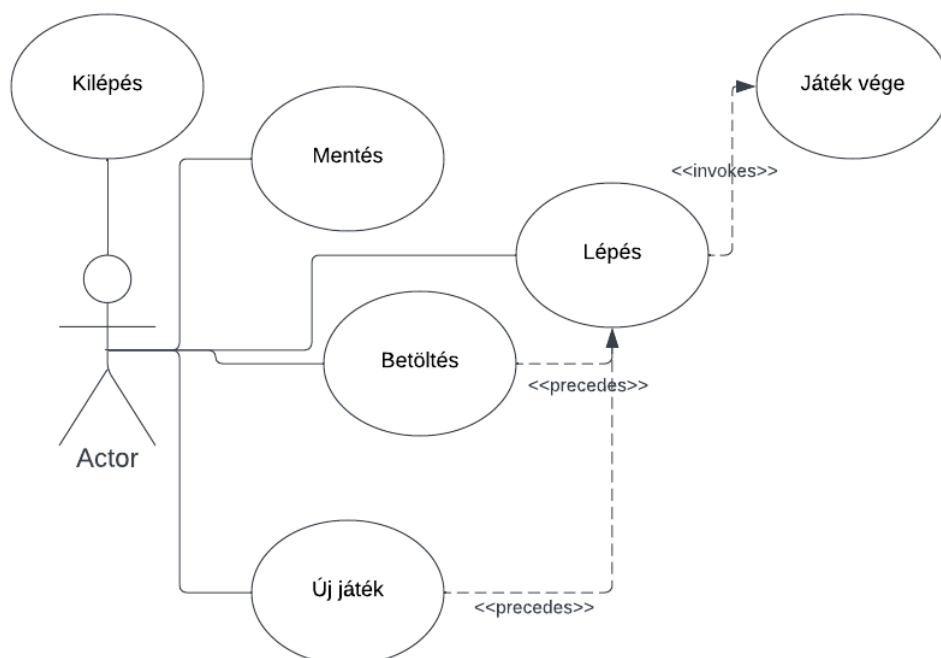 Kilépés
Játék vége
Mentés
<<invokes>>
Lépés
Betöltés
<<precedes>>
Actor
Új játék
<<precedes>>